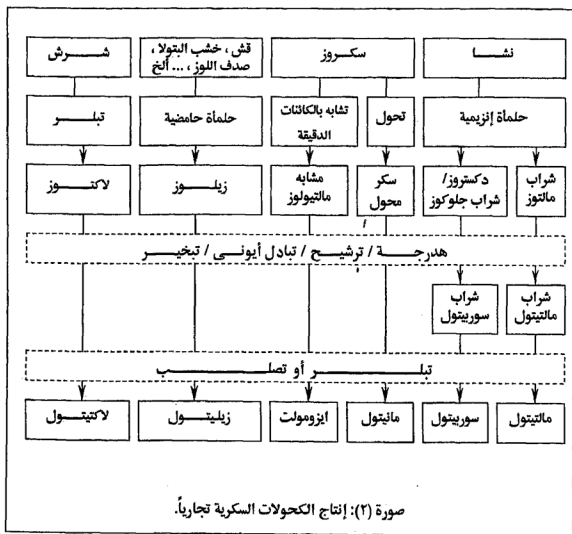 نشا
سكروز
قش ، خشب البتولا ،
صدف اللوز ، ... ألخ
شرش
حلمأة إنزيمية
تحول
تشابه بالكائنات
الدقيقة
حلمأة حامضية
تبلر
شراب
مالتوز
دكستروز/
شراب جلوكوز
سكر
محول
مشابه
مالتيولوز
زيلوز
لاكتوز
هدرجة / ترشيح / تبادل أيونى / تبخير
شراب
مالتيتول
شراب
سوربيتول
تبلر أو تصلب
مالتيتول
سوربيتول
مانيتول
ايزومولت
زيليتول
لاكتيتول
صورة (٢): إنتاج الكحولات السكرية تجارياً.